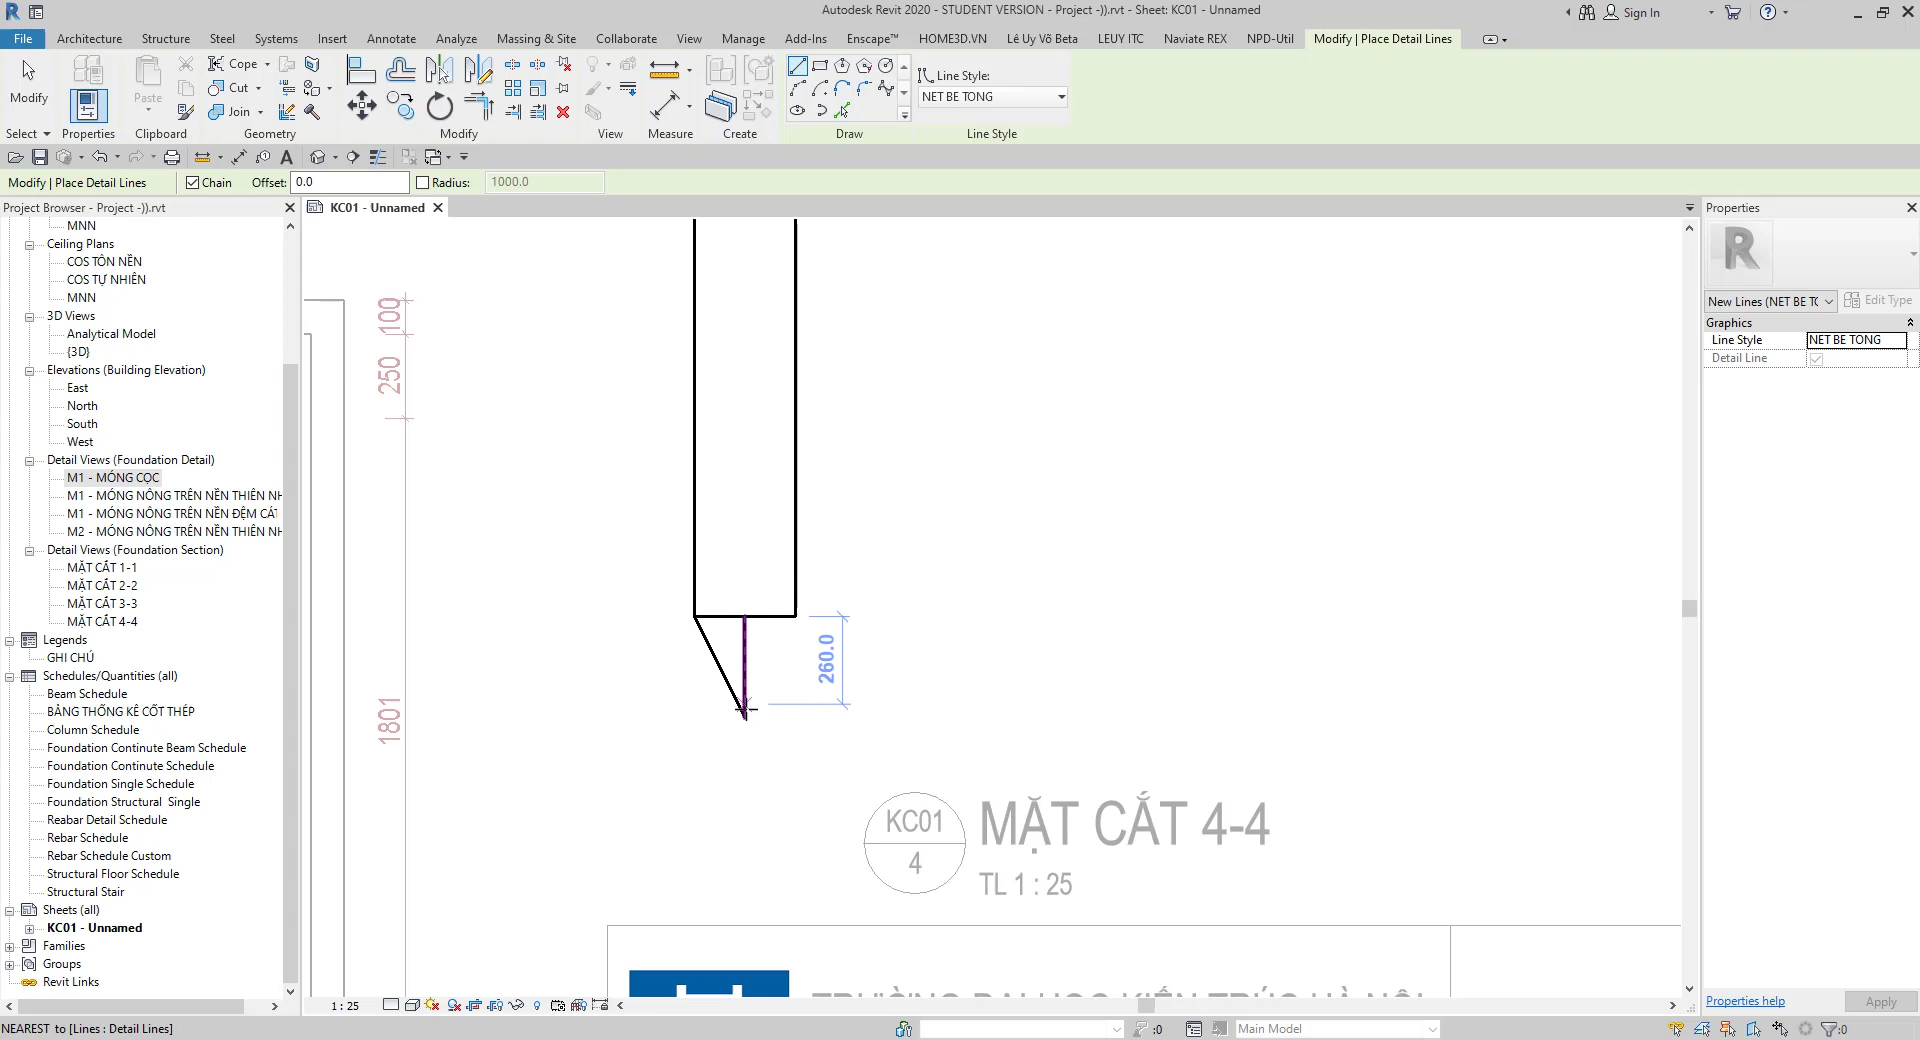 Autodesk Revit 2020 - STUDENT VERSION - Project -)).rvt - Sheet: KC01 - Unnamed
Sign In
File Architecture Structure Steel Systems Insert Annotate Analyze Massing & Site Collaborate View Manage Add-Ins Enscape™ HOME3D.VN Lê Uy Võ Beta LEUY ITC Naviate REX NPD-Util Modify | Place Detail Lines
Modify
Paste
Cope
Cut
Join
Line Style:
NET BE TONG
Select Properties Clipboard Geometry Modify View Measure Create Draw Line Style
Modify | Place Detail Lines Chain Offset: 0.0 Radius: 1000.0
Project Browser - Project -)).rvt
MNN
Ceiling Plans
COS TÔN NỀN
COS TỰ NHIÊN
MNN
3D Views
Analytical Model
{3D}
Elevations (Building Elevation)
East
North
South
West
Detail Views (Foundation Detail)
M1 - MÓNG CỌC
M1 - MÓNG NÔNG TRÊN NỀN THIÊN NH
M1 - MÓNG NÔNG TRÊN NỀN ĐỆM CÁT
M2 - MÓNG NÔNG TRÊN NỀN THIÊN NH
Detail Views (Foundation Section)
MẶT CẮT 1-1
MẶT CẮT 2-2
MẶT CẮT 3-3
MẶT CẮT 4-4
Legends
GHI CHÚ
Schedules/Quantities (all)
Beam Schedule
BẢNG THỐNG KÊ CỐT THÉP
Column Schedule
Foundation Continute Beam Schedule
Foundation Continute Schedule
Foundation Single Schedule
Foundation Structural Single
Reabar Detail Schedule
Rebar Schedule
Rebar Schedule Custom
Structural Floor Schedule
Structural Stair
Sheets (all)
KC01 - Unnamed
Families
Groups
Revit Links
KC01 - Unnamed
100
250
1801
260.0
KC01
4
MẶT CẮT 4-4
TL 1 : 25
TRƯỜNG ĐẠI HỌC KIẾN TRÚC HÀ NỘI
1 : 25
Properties
New Lines (NET BE TC
Edit Type
Graphics
Line Style NET BE TONG
Detail Line
Properties help
Apply
NEAREST to [Lines : Detail Lines]
:0
Main Model
:0